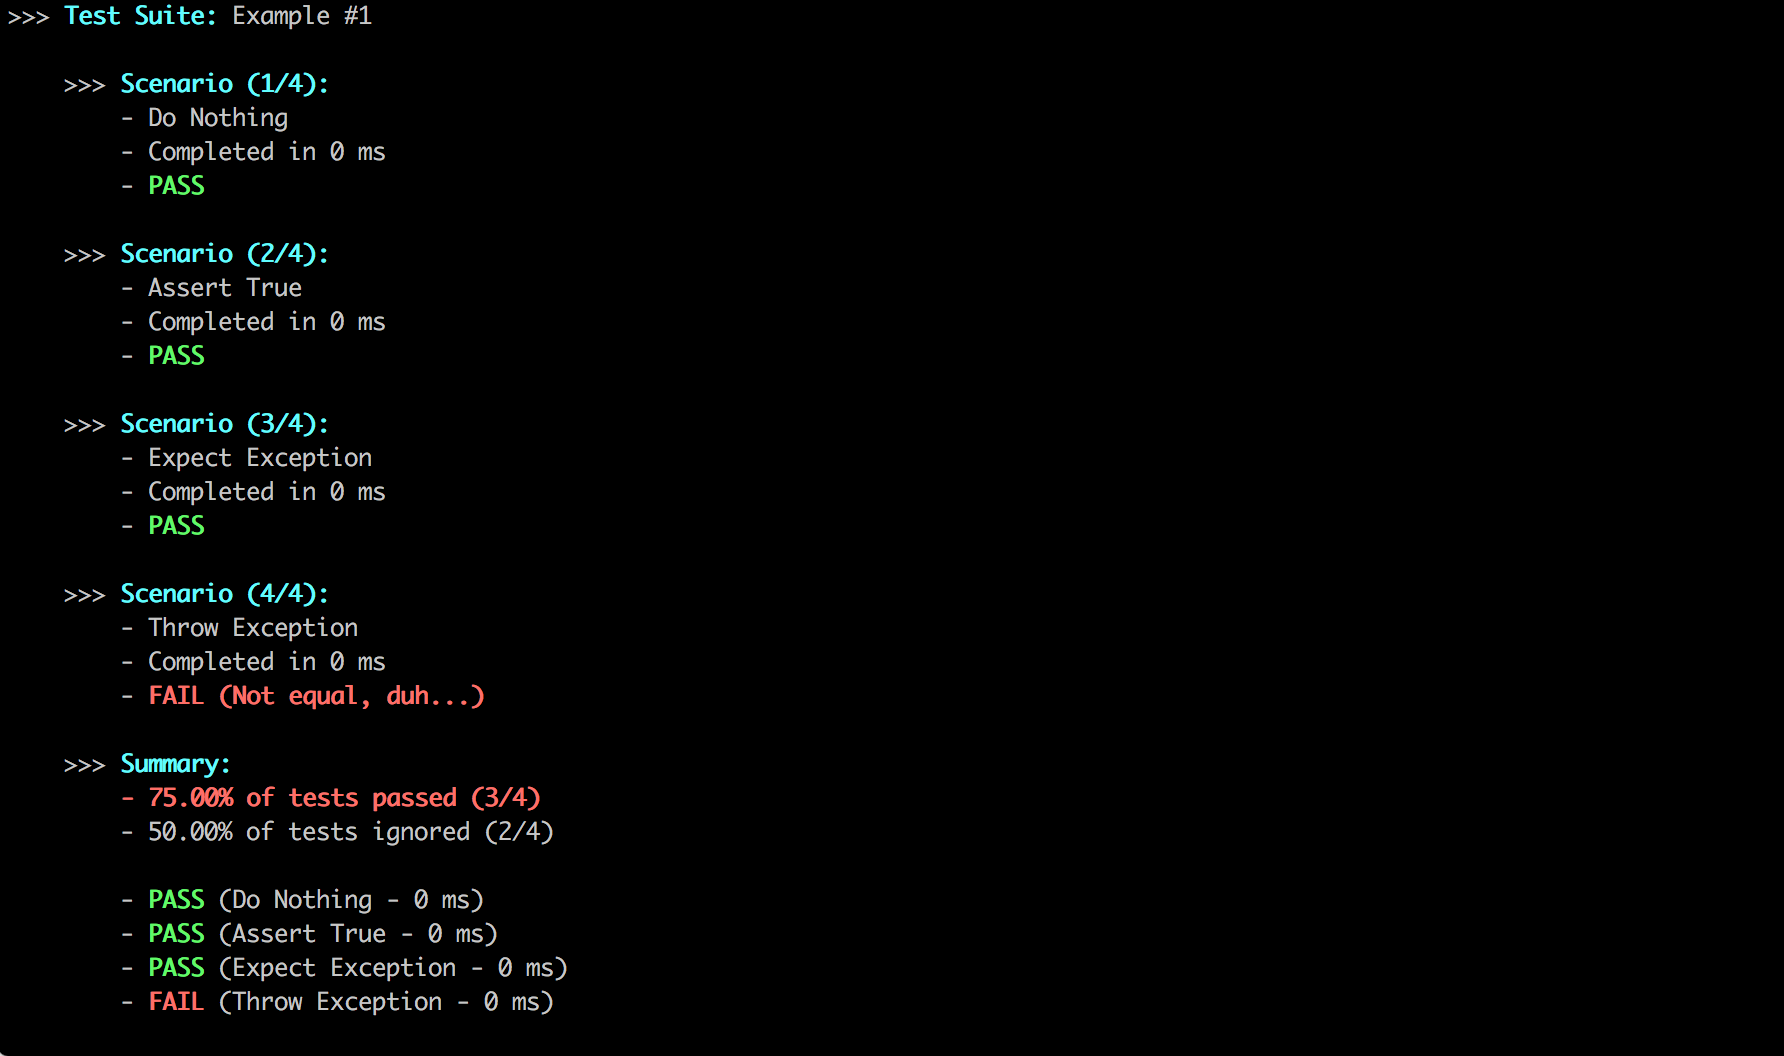 >>> Test Suite: Example #1
>>> Scenario (1/4):
- Do Nothing
- Completed in 0 ms
- PASS
>>> Scenario (2/4):
- Assert True
- Completed in 0 ms
- PASS
>>> Scenario (3/4):
- Expect Exception
- Completed in 0 ms
- PASS
>>> Scenario (4/4):
- Throw Exception
- Completed in 0 ms
- FAIL (Not equal, duh...)
>>> Summary:
- 75.00% of tests passed (3/4)
- 50.00% of tests ignored (2/4)
- PASS (Do Nothing - 0 ms)
- PASS (Assert True - 0 ms)
- PASS (Expect Exception - 0 ms)
- FAIL (Throw Exception - 0 ms)